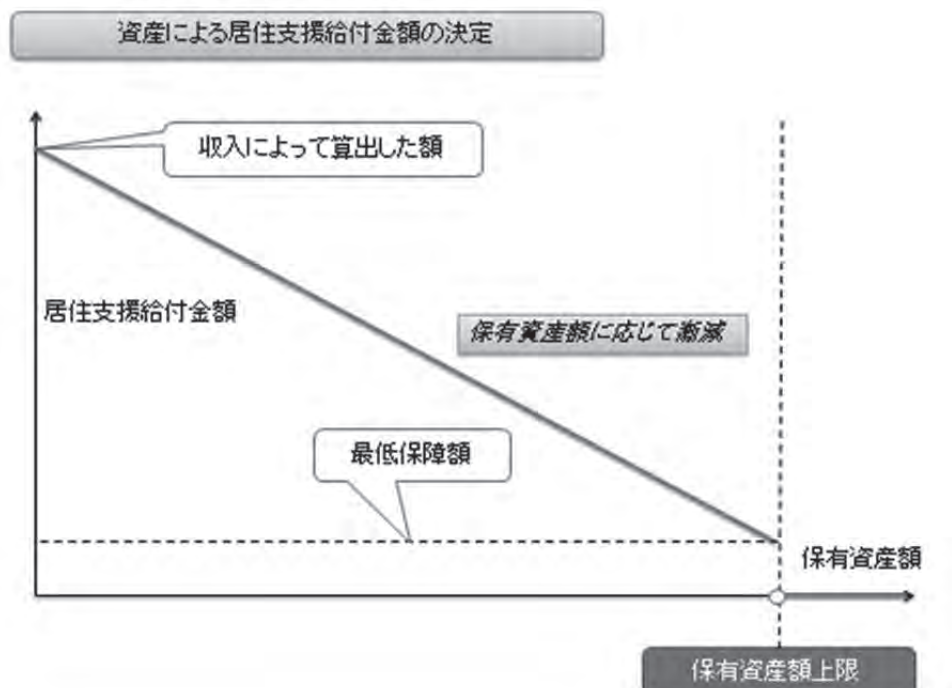 資産による居住支援給付金額の決定
収入によって算出した額
居住支援給付金額
保有資産額に応じて漸減
最低保障額
保有資産額
保有資産額上限